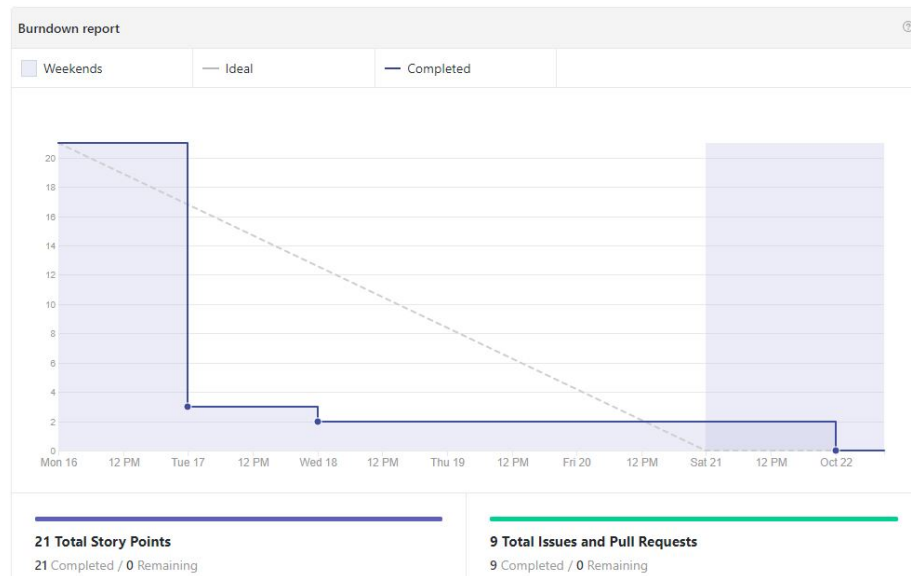 Burndown report
Weekends
Ideal
Completed
20
18
16
14
12
10
8
6
4
2
0
Mon 16 12 PM Tue 17 12 PM Wed 18 12 PM Thu 19 12 PM Fri 20 12 PM Sat 21 12 PM Oct 22
21 Total Story Points
21 Completed / 0 Remaining
9 Total Issues and Pull Requests
9 Completed / 0 Remaining